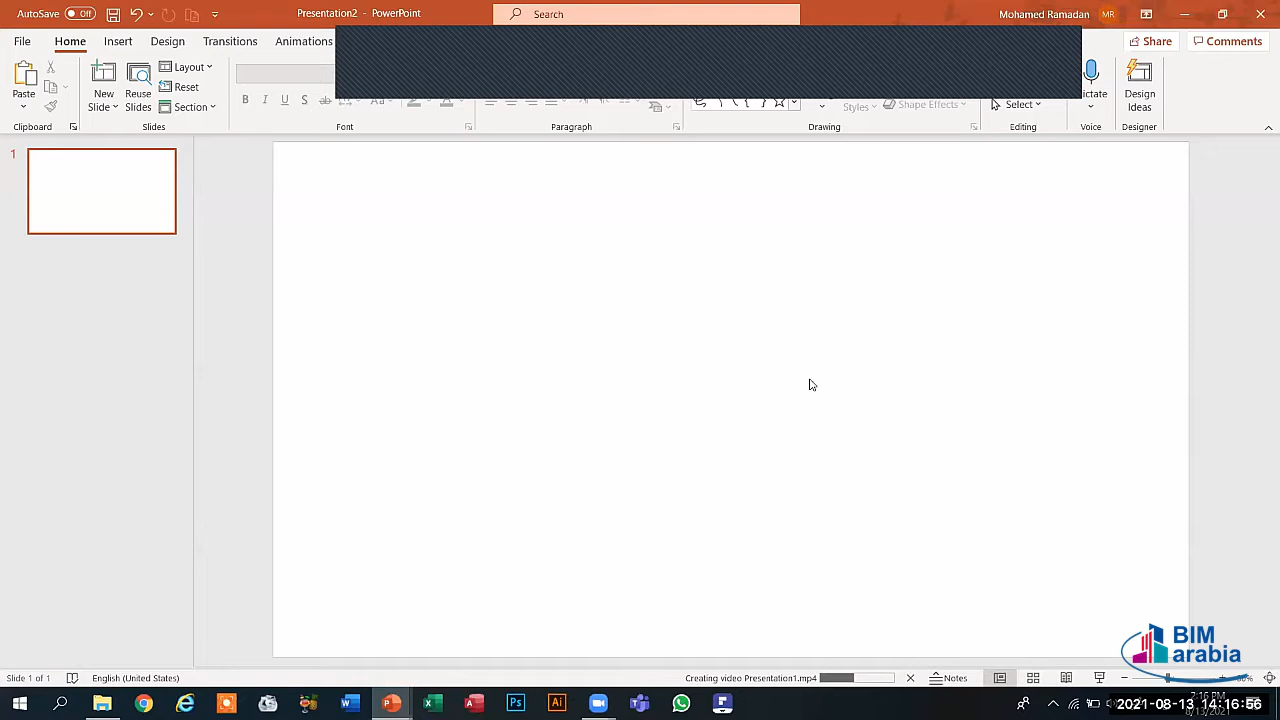 AutoSave Off Presentation2 - PowerPoint Search Mohamed Ramadan MR
File Home Insert Design Transitions Animations Share Comments
Paste New Slide Reuse Slides Layout Reset Section B I U S ab Aa Styles Shape Effects Select Dictate Design Ideas
Clipboard Slides Font Paragraph Drawing Editing Voice Designer
1
BIM
arabia
Slide 1 of 1 English (United States) Creating video Presentation1.mp4 Notes
2021-08-13 14:16:56